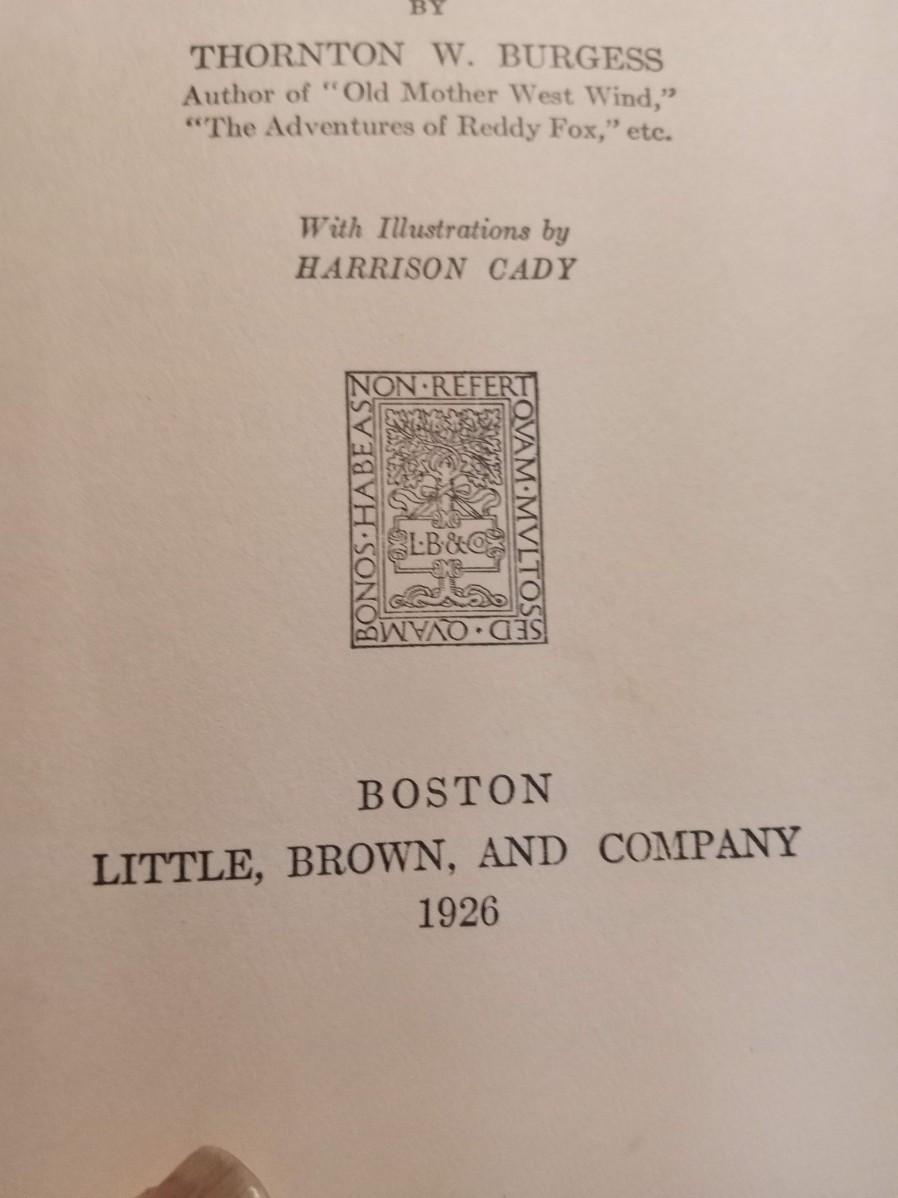 BY
THORNTON W. BURGESS
Author of "Old Mother West Wind,"
"The Adventures of Reddy Fox," etc.
With Illustrations by
HARRISON CADY
NON·REFERT
QVAM·MVLTOS
SED·QVAM
BONOS·HABEAS
L·B·&Co
BOSTON
LITTLE, BROWN, AND COMPANY
1926